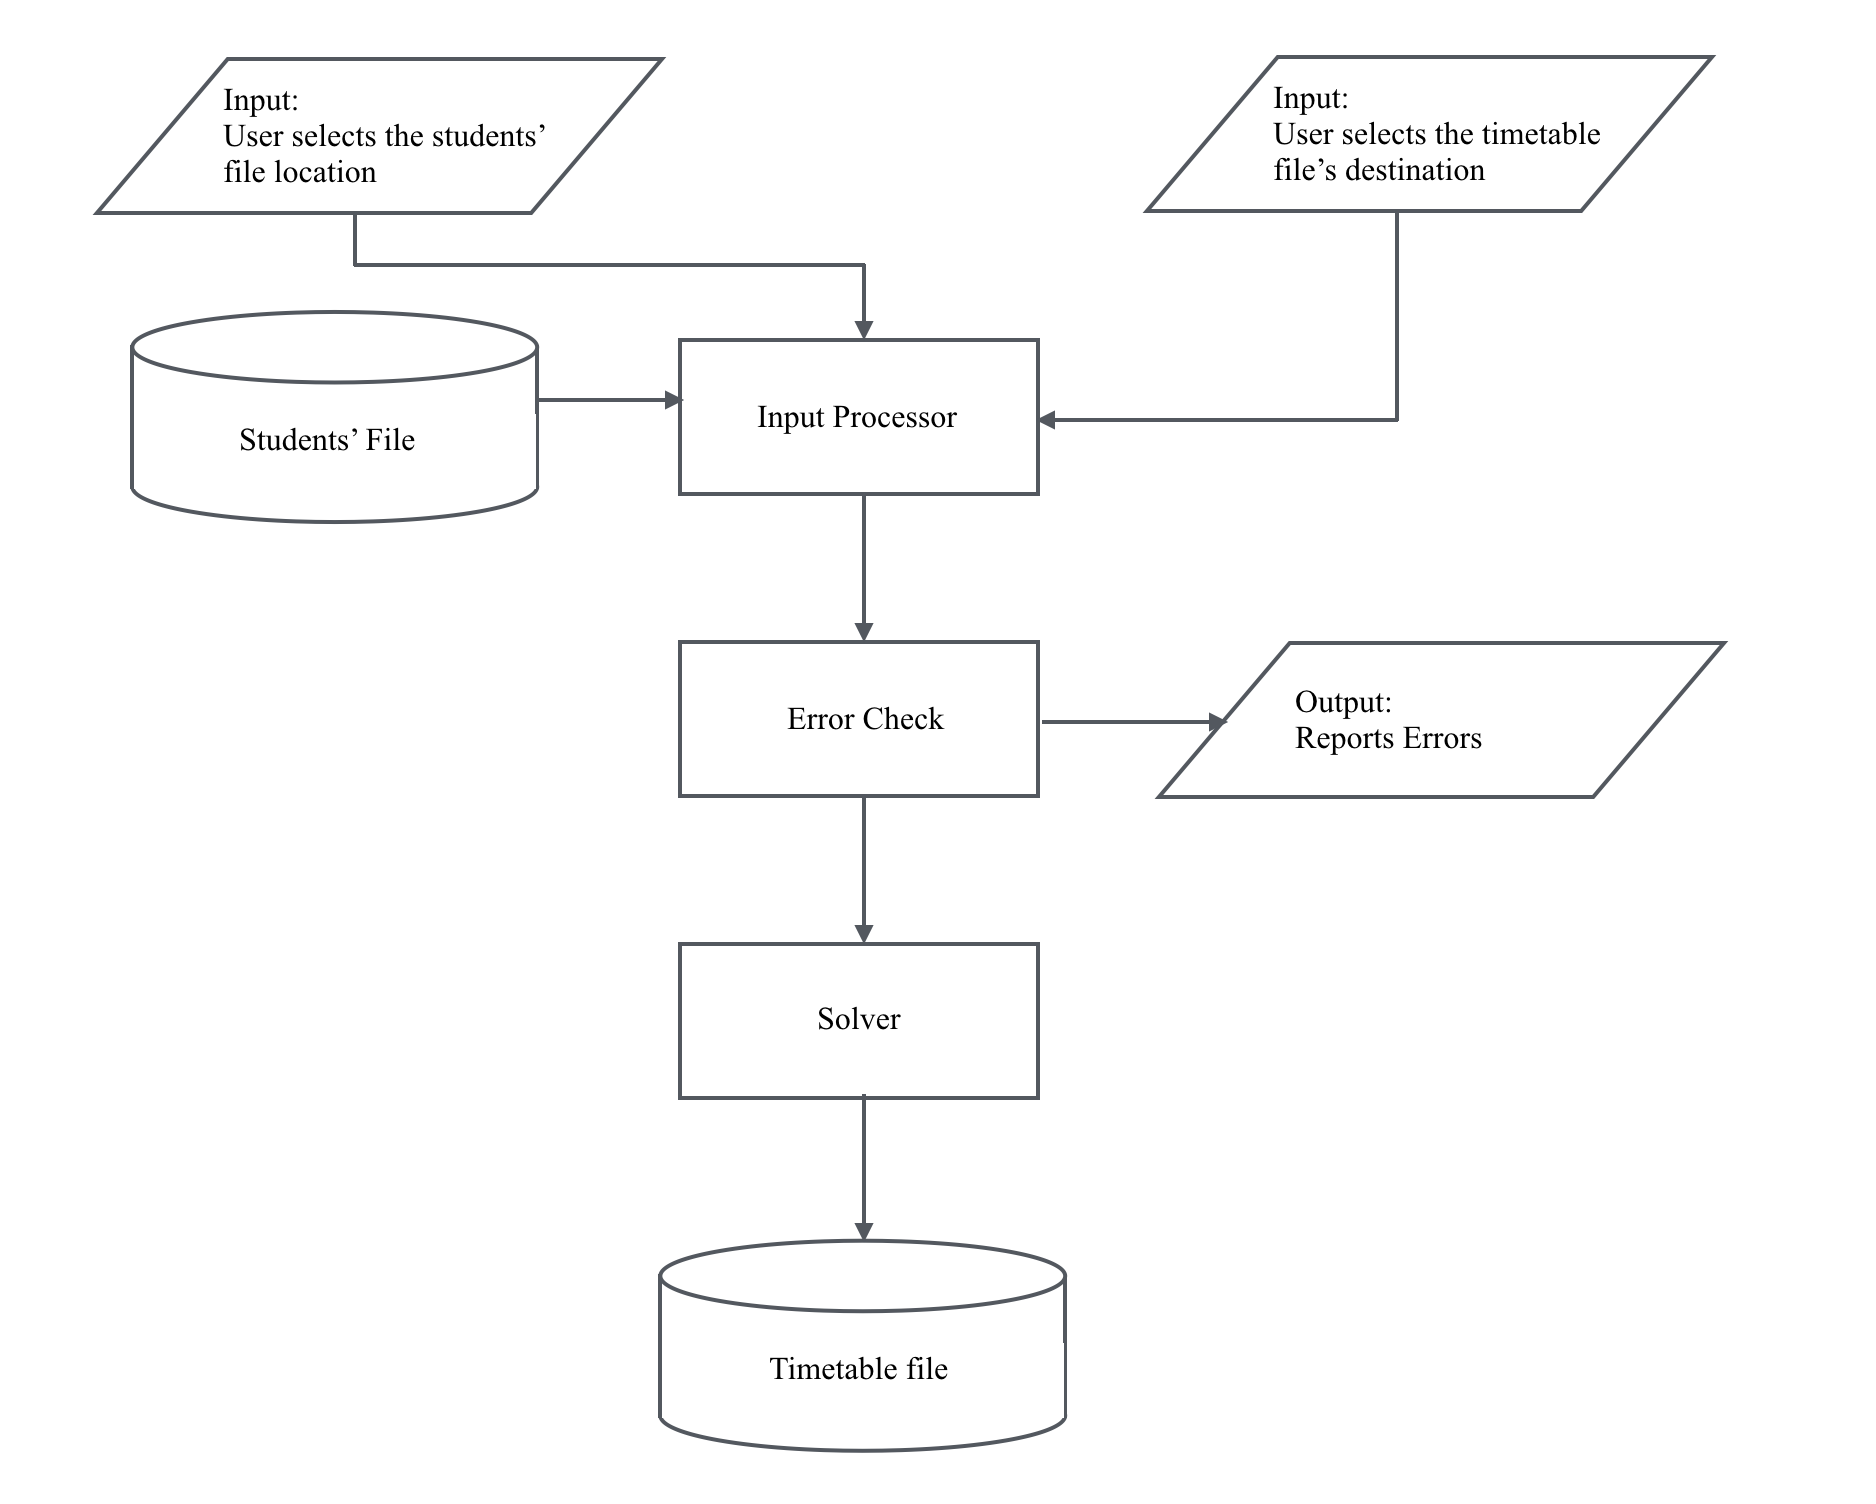 Input:
User selects the students’
file location
Input:
User selects the timetable
file’s destination
Students’ File
Input Processor
Error Check
Output:
Reports Errors
Solver
Timetable file